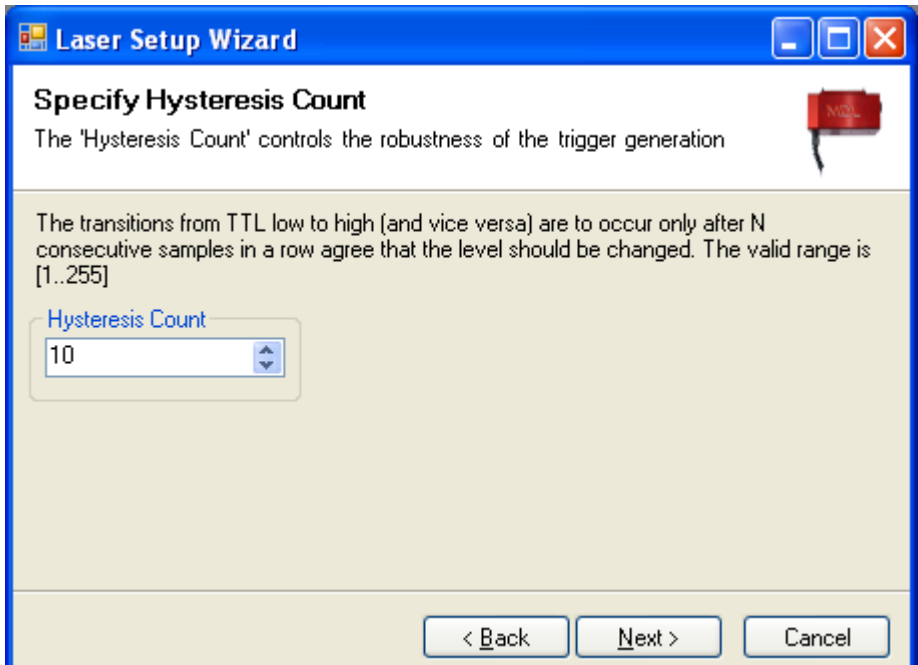 Laser Setup Wizard
Specify Hysteresis Count
The 'Hysteresis Count' controls the robustness of the trigger generation
MDL
The transitions from TTL low to high (and vice versa) are to occur only after N
consecutive samples in a row agree that the level should be changed. The valid range is
[1..255]
Hysteresis Count
10
< Back
Next >
Cancel